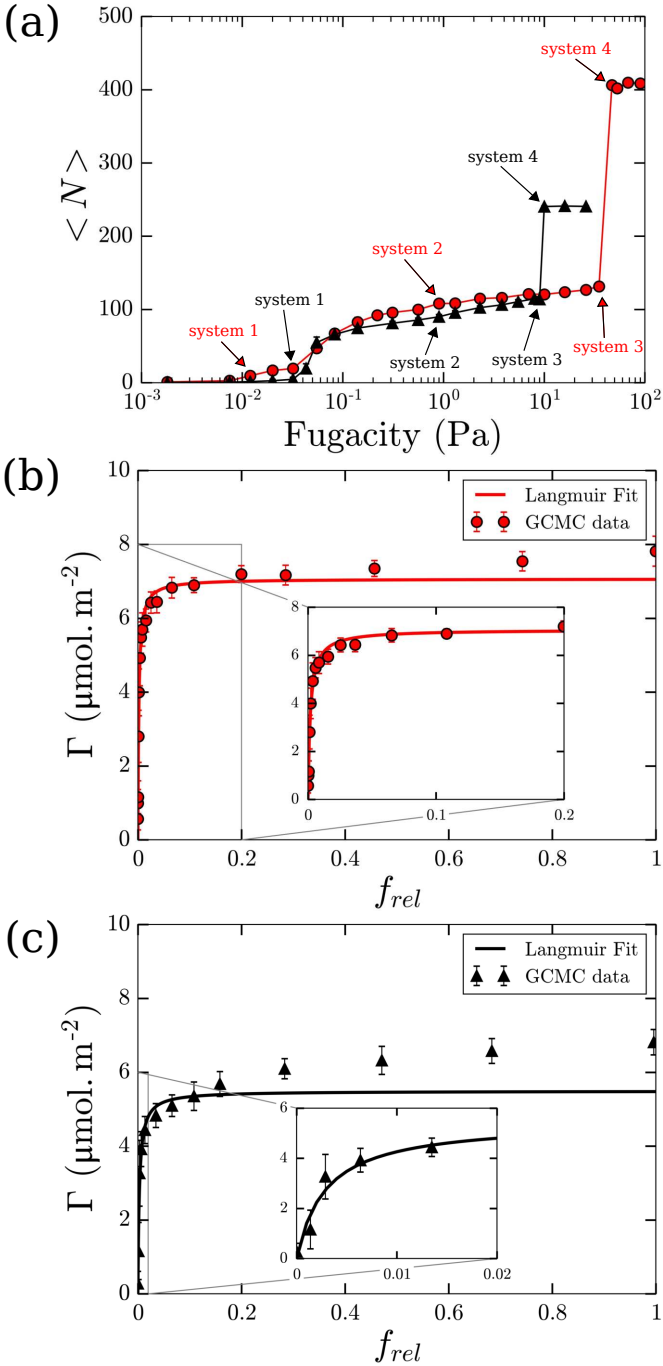 (a)
500
400
300
200
100
0
< N >
system 4
system 4
system 2
system 1
system 1
system 2
system 3
system 3
10⁻³ 10⁻² 10⁻¹ 10⁰ 10¹ 10²
Fugacity (Pa)
(b)
10
8
6
4
2
0
Γ (µmol. m⁻²)
Langmuir Fit
GCMC data
8
6
4
2
0
0 0.1 0.2
0 0.2 0.4 0.6 0.8 1
f_rel
(c)
10
8
6
4
2
0
Γ (µmol. m⁻²)
Langmuir Fit
GCMC data
6
4
2
0
0 0.01 0.02
0 0.2 0.4 0.6 0.8 1
f_rel